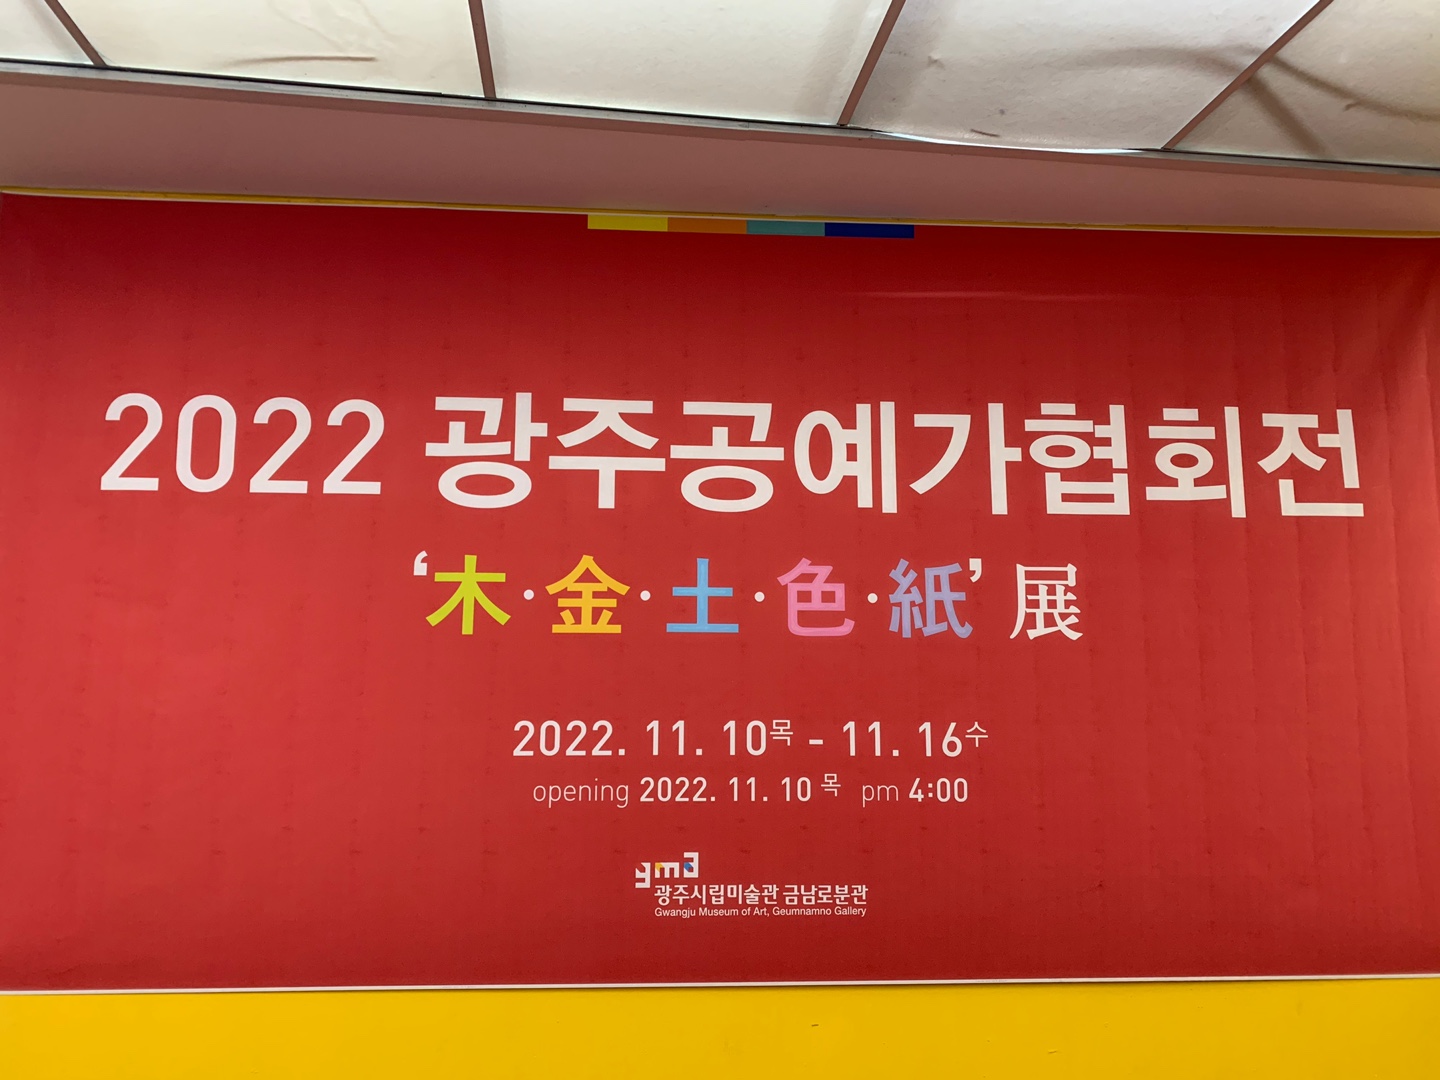 2022 광주공예가협회전
‘木·金·土·色·紙’ 展
2022. 11. 10목 - 11. 16수
opening 2022. 11. 10 목 pm 4:00
gma
광주시립미술관 금남로분관
Gwangju Museum of Art, Geumnamno Gallery